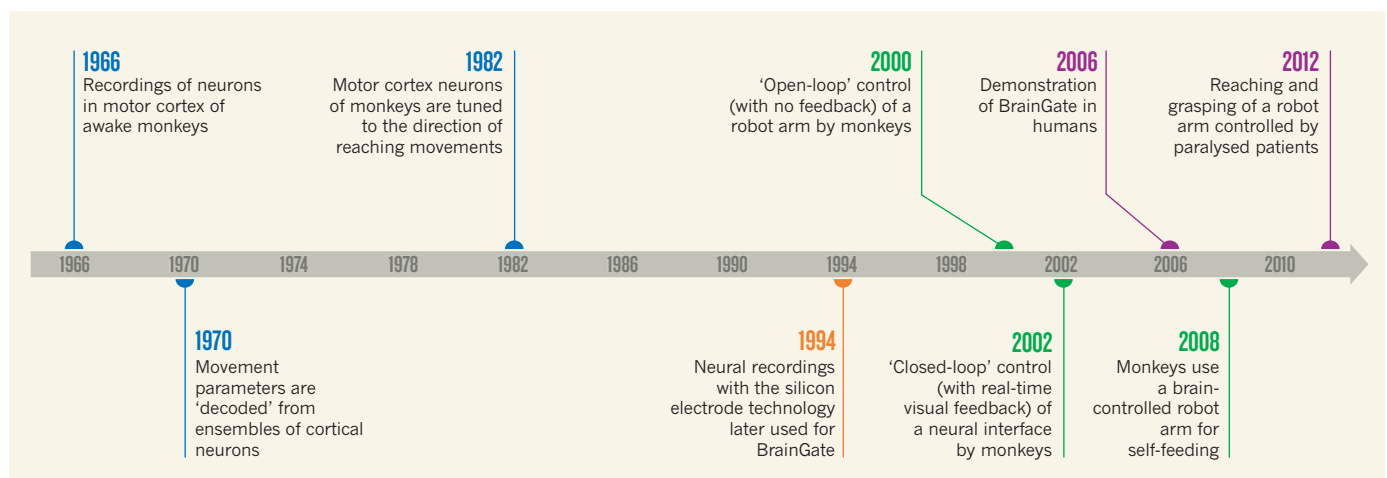 1966
Recordings of neurons
in motor cortex of
awake monkeys
1982
Motor cortex neurons
of monkeys are tuned
to the direction of
reaching movements
2000
‘Open-loop’ control
(with no feedback) of a
robot arm by monkeys
2006
Demonstration
of BrainGate in
humans
2012
Reaching and
grasping of a robot
arm controlled by
paralysed patients
1966 1970 1974 1978 1982 1986 1990 1994 1998 2002 2006 2010
1970
Movement
parameters are
‘decoded’ from
ensembles of cortical
neurons
1994
Neural recordings
with the silicon
electrode technology
later used for
BrainGate
2002
‘Closed-loop’ control
(with real-time
visual feedback) of
a neural interface
by monkeys
2008
Monkeys use
a brain-
controlled robot
arm for
self-feeding